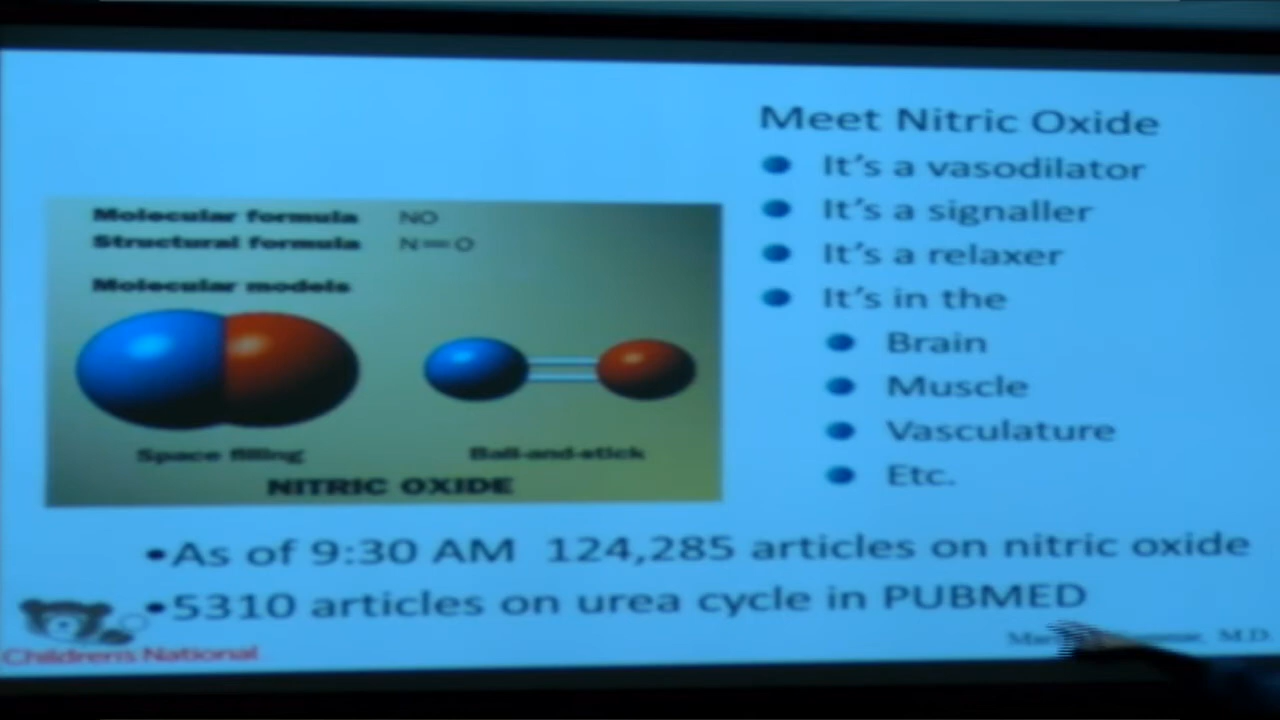 Meet Nitric Oxide
It's a vasodilator
It's a signaller
It's a relaxer
It's in the
Brain
Muscle
Vasculature
Etc.
Molecular formula NO
Structural formula N=O
Molecular models
Space filling
Ball-and-stick
NITRIC OXIDE
•As of 9:30 AM 124,285 articles on nitric oxide
•5310 articles on urea cycle in PUBMED
Children's National
M.D.